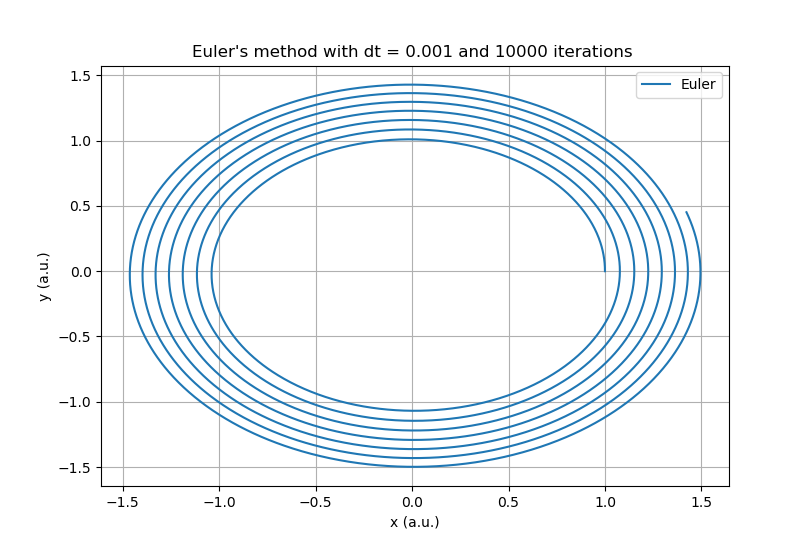 Euler's method with dt = 0.001 and 10000 iterations
Euler
y (a.u.)
1.5
1.0
0.5
0.0
−0.5
−1.0
−1.5
−1.5 −1.0 −0.5 0.0 0.5 1.0 1.5
x (a.u.)